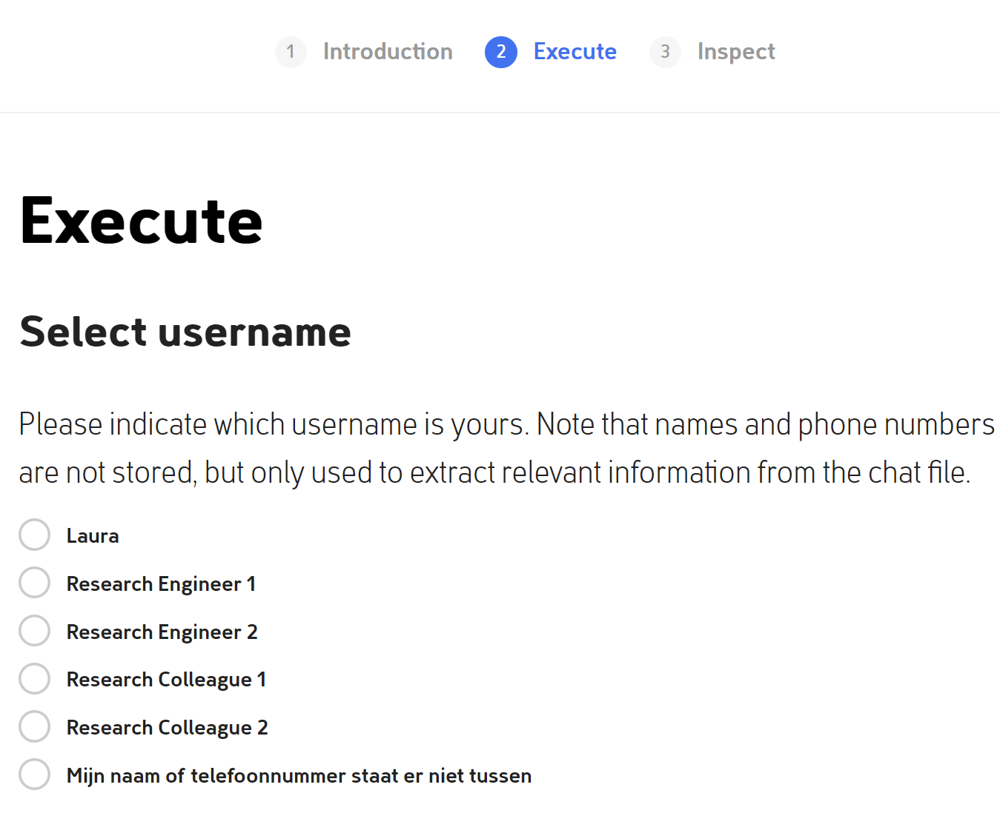 1 Introduction 2 Execute 3 Inspect
Execute
Select username
Please indicate which username is yours. Note that names and phone numbers
are not stored, but only used to extract relevant information from the chat file.
Laura
Research Engineer 1
Research Engineer 2
Research Colleague 1
Research Colleague 2
Mijn naam of telefoonnummer staat er niet tussen